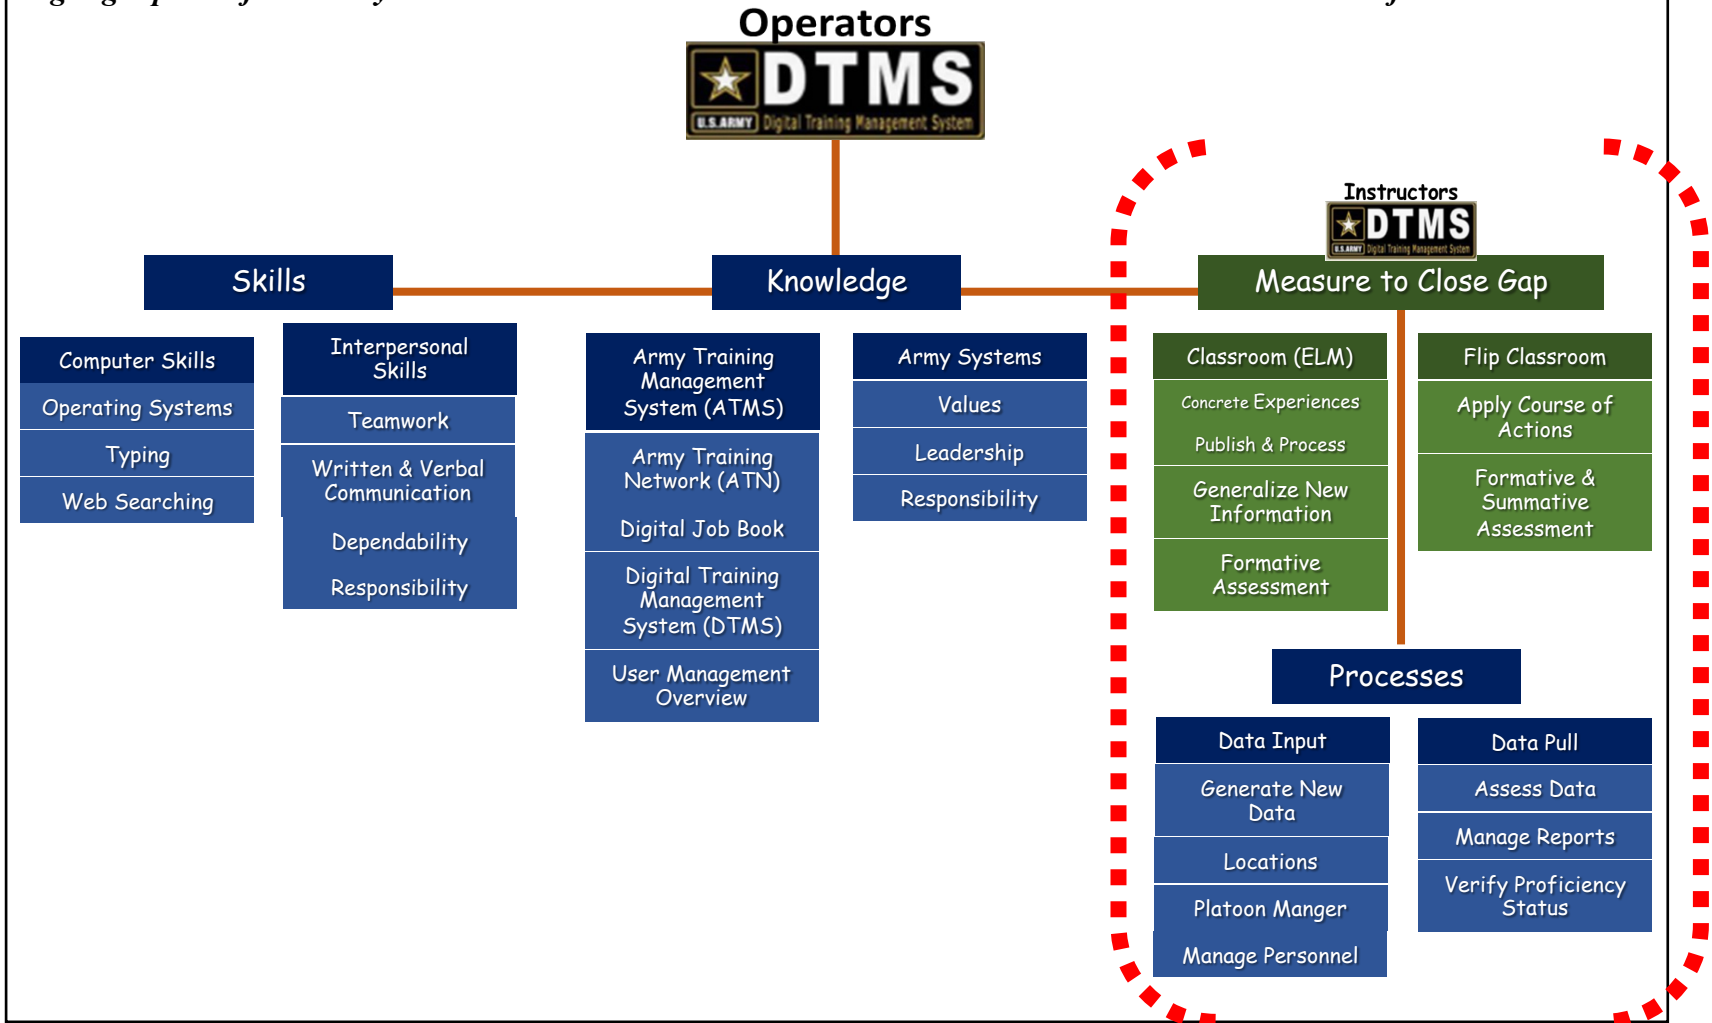 Operators
DTMS
U.S.ARMY Digital Training Management System
Instructors
DTMS
U.S.ARMY Digital Training Management System
Skills
Knowledge
Measure to Close Gap
Computer Skills
Operating Systems
Typing
Web Searching
Interpersonal
Skills
Teamwork
Written & Verbal
Communication
Dependability
Responsibility
Army Training
Management
System (ATMS)
Army Training
Network (ATN)
Digital Job Book
Digital Training
Management
System (DTMS)
User Management
Overview
Army Systems
Values
Leadership
Responsibility
Classroom (ELM)
Concrete Experiences
Publish & Process
Generalize New
Information
Formative
Assessment
Flip Classroom
Apply Course of
Actions
Formative &
Summative
Assessment
Processes
Data Input
Generate New
Data
Locations
Platoon Manger
Manage Personnel
Data Pull
Assess Data
Manage Reports
Verify Proficiency
Status